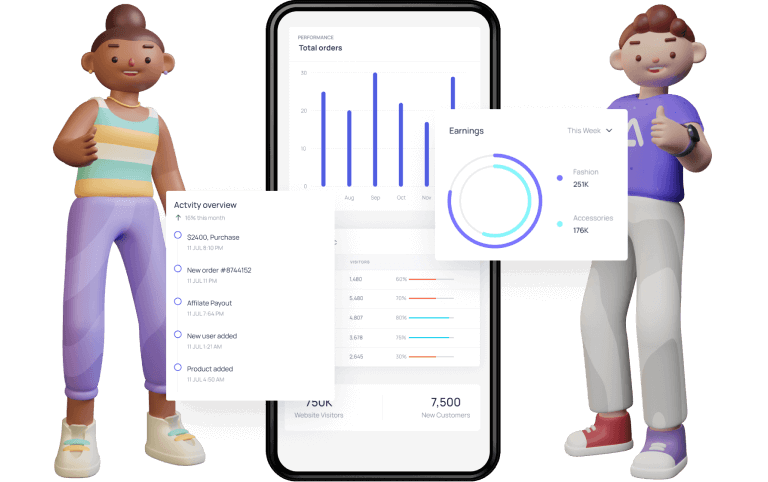 PERFORMANCE
Total orders
30
20
10
0
Aug
Sep
Oct
Nov
Earnings
This Week
Fashion
251K
Accessories
176K
Actvity overview
15% this month
$2400, Purchase
11 JUL 8:10 PM
New order #8744152
11 JUL 11 PM
Affilate Payout
11 JUL 7:64 PM
New user added
11 JUL 1:21 AM
Product added
11 JUL 4:50 AM
VISITORS
1,480 60%
5,480 70%
4,807 80%
3,678 75%
2,645 30%
750K
Website Visitors
7,500
New Customers